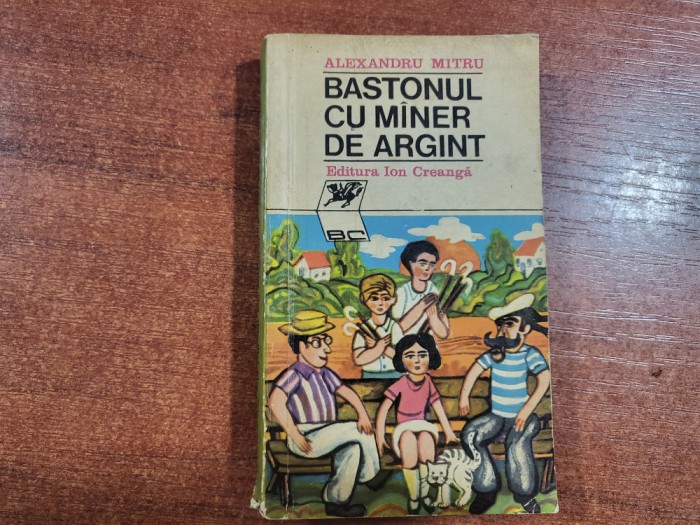 ALEXANDRU MITRU
BASTONUL
CU MÎNER
DE ARGINT
Editura Ion Creangă
BC